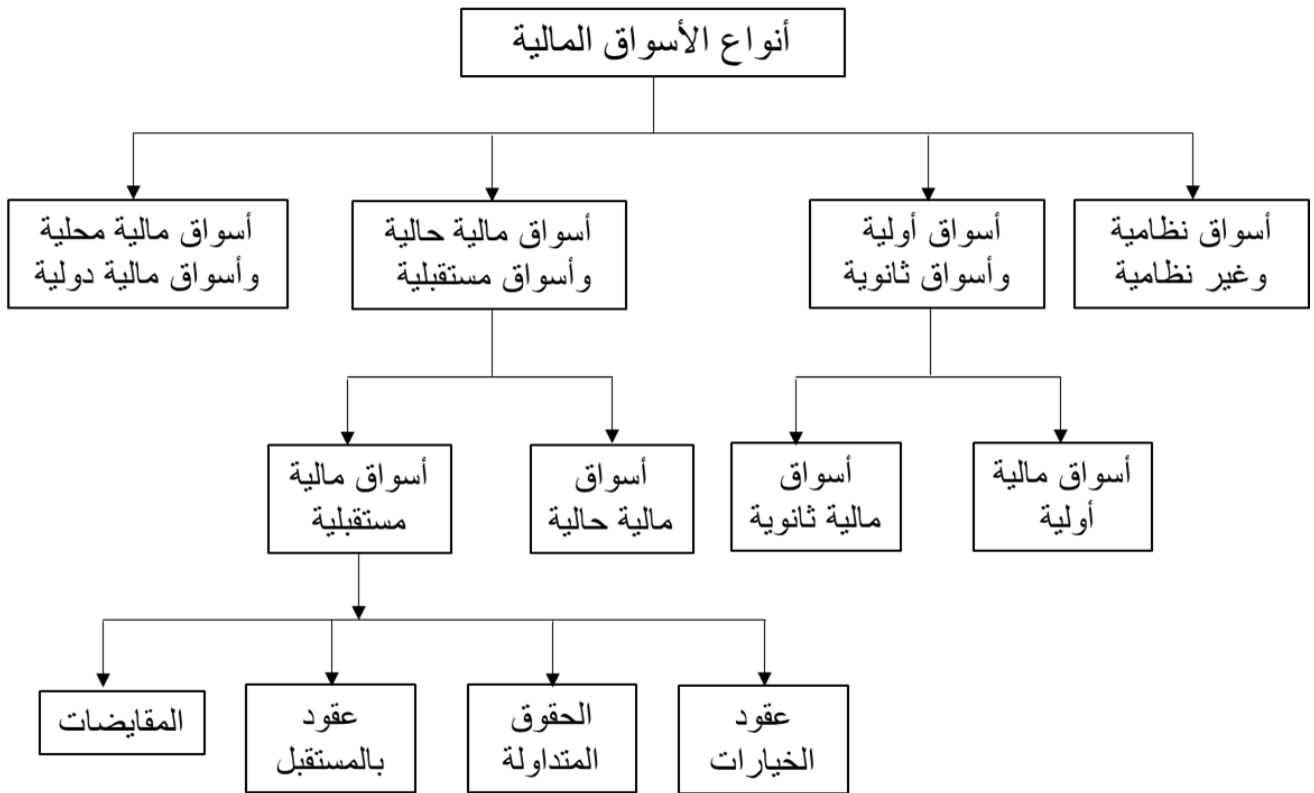 أنواع الأسواق المالية
أسواق نظامية
وغير نظامية
أسواق أولية
وأسواق ثانوية
أسواق مالية حالية
وأسواق مستقبلية
أسواق مالية محلية
وأسواق مالية دولية
أسواق مالية
أولية
أسواق
مالية ثانوية
أسواق
مالية حالية
أسواق مالية
مستقبلية
عقود
الخيارات
الحقوق
المتداولة
عقود
بالمستقبل
المقايضات